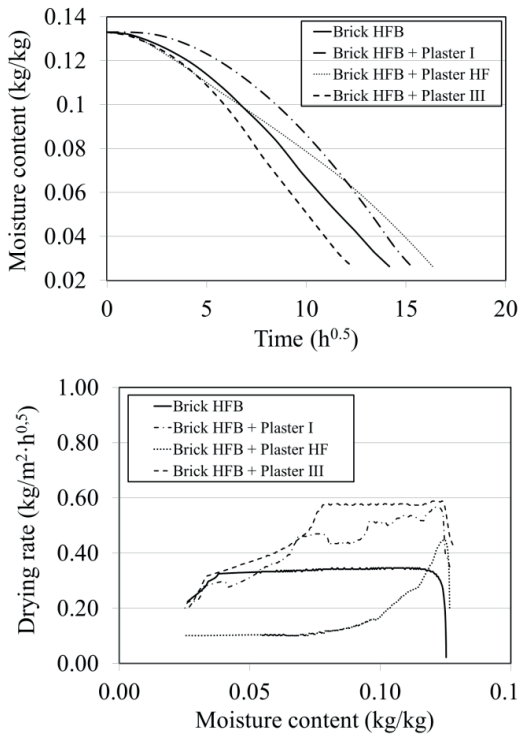 0.14
0.12
0.1
0.08
0.06
0.04
0.02
Moisture content (kg/kg)
Brick HFB
Brick HFB + Plaster I
Brick HFB + Plaster HF
Brick HFB + Plaster III
0 5 10 15 20
Time (h0.5)
1.00
0.80
0.60
0.40
0.20
0.00
Drying rate (kg/m2·h0,5)
Brick HFB
Brick HFB + Plaster I
Brick HFB + Plaster HF
Brick HFB + Plaster III
0.00 0.05 0.10 0.1
Moisture content (kg/kg)